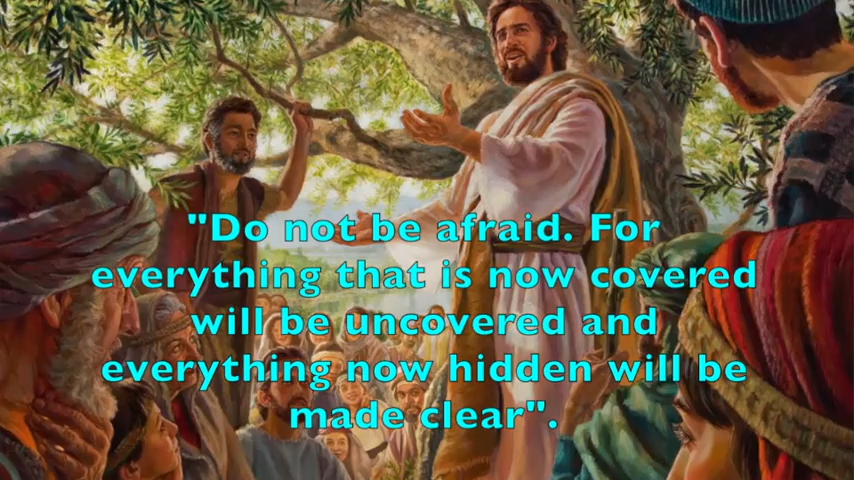 "Do not be afraid. For
everything that is now covered
will be uncovered and
everything now hidden will be
made clear".